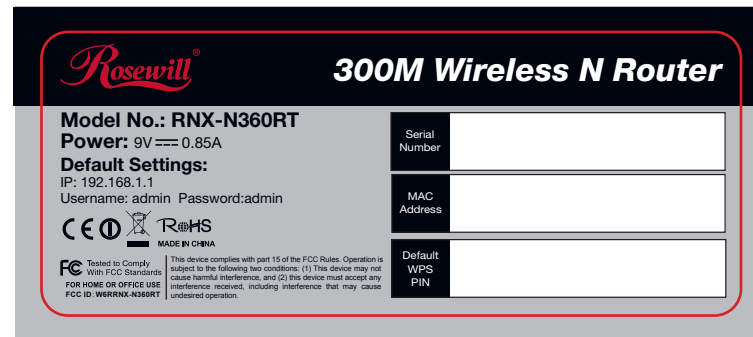 Rosewill®
300M Wireless N Router
Model No.: RNX-N360RT
Power: 9V 0.85A
Default Settings:
IP: 192.168.1.1
Username: admin Password:admin
CE
RoHS
MADE IN CHINA
FC Tested to Comply
With FCC Standards
FOR HOME OR OFFICE USE
FCC ID: W6RRNX-N360RT
This device complies with part 15 of the FCC Rules. Operation is
subject to the following two conditions: (1) This device may not
cause harmful interference, and (2) this device must accept any
interference received, including interference that may cause
undesired operation.
Serial
Number
MAC
Address
Default
WPS
PIN